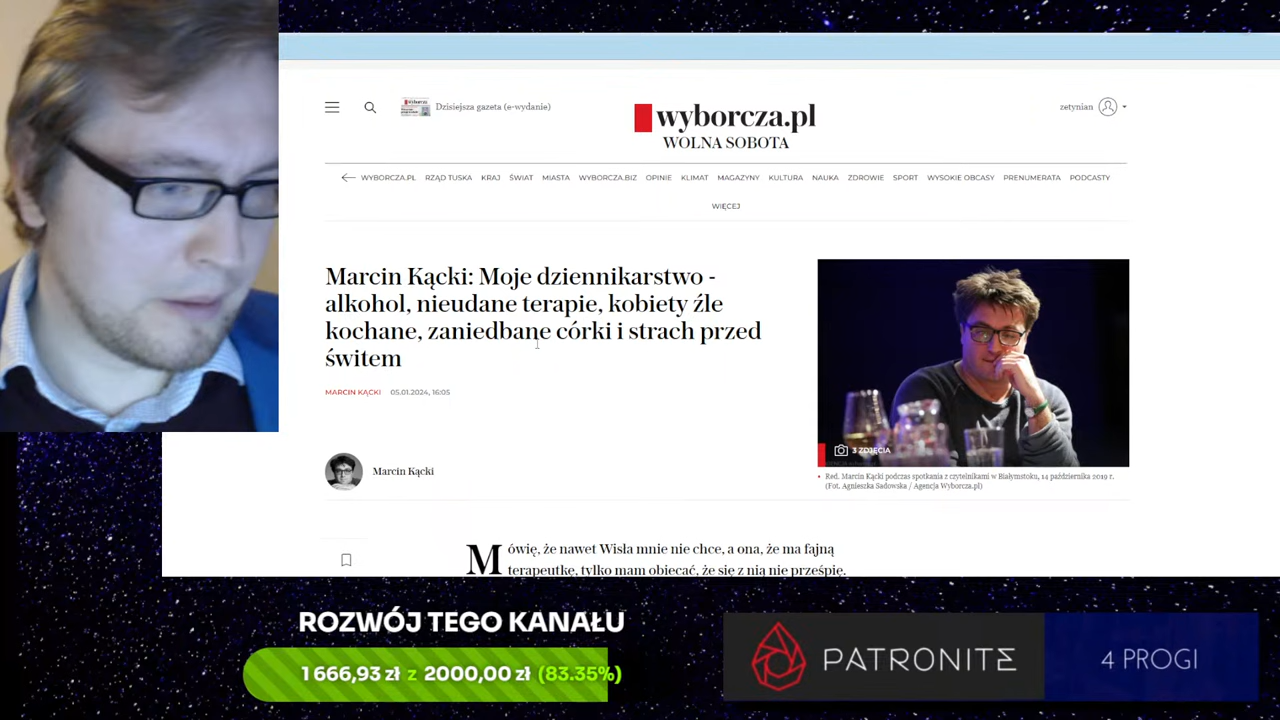 Dzisiejsza gazeta (e-wydanie)
wyborcza.pl
WOLNA SOBOTA
zetynian
WYBORCZA.PL RZĄD TUSKA KRAJ ŚWIAT MIASTA WYBORCZA.BIZ OPINIE KLIMAT MAGAZYNY KULTURA NAUKA ZDROWIE SPORT WYSOKIE OBCASY PRENUMERATA PODCASTY
WIĘCEJ
Marcin Kącki: Moje dziennikarstwo -
alkohol, nieudane terapie, kobiety źle
kochane, zaniedbane córki i strach przed
świtem
MARCIN KĄCKI 05.01.2024, 16:05
3 ZDJĘCIA
Red. Marcin Kącki podczas spotkania z czytelnikami w Białymstoku, 14 października 2019 r.
(Fot. Agnieszka Sadowska / Agencja Wyborcza.pl)
Marcin Kącki
Mówię, że nawet Wisła mnie nie chce, a ona, że ma fajną
terapeutkę, tylko mam obiecać, że się z nią nie prześpię.
ROZWÓJ TEGO KANAŁU
1 666,93 zł z 2000,00 zł (83.35%)
PATRONITE
4 PROGI